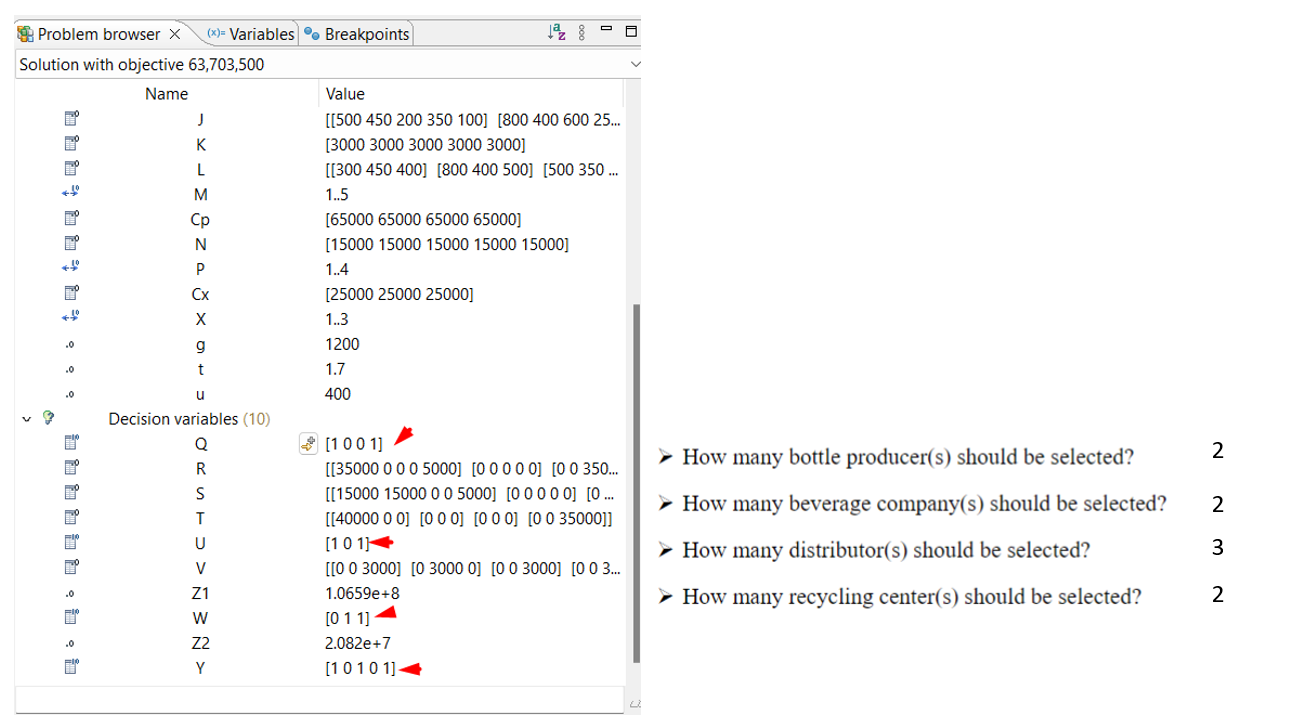 Problem browser × (x)= Variables Breakpoints
Solution with objective 63,703,500
Name Value
J [[500 450 200 350 100] [800 400 600 25...
K [3000 3000 3000 3000 3000]
L [[300 450 400] [800 400 500] [500 350 ...
M 1..5
Cp [65000 65000 65000 65000]
N [15000 15000 15000 15000 15000]
P 1..4
Cx [25000 25000 25000]
X 1..3
g 1200
t 1.7
u 400
Decision variables (10)
Q [1 0 0 1]
R [[35000 0 0 0 5000] [0 0 0 0 0] [0 0 350...
S [[15000 15000 0 0 5000] [0 0 0 0 0] [0 ...
T [[40000 0 0] [0 0 0] [0 0 0] [0 0 35000]]
U [1 0 1]
V [[0 0 3000] [0 3000 0] [0 0 3000] [0 0 3...
Z1 1.0659e+8
W [0 1 1]
Z2 2.082e+7
Y [1 0 1 0 1]
➢ How many bottle producer(s) should be selected? 2
➢ How many beverage company(s) should be selected? 2
➢ How many distributor(s) should be selected? 3
➢ How many recycling center(s) should be selected? 2